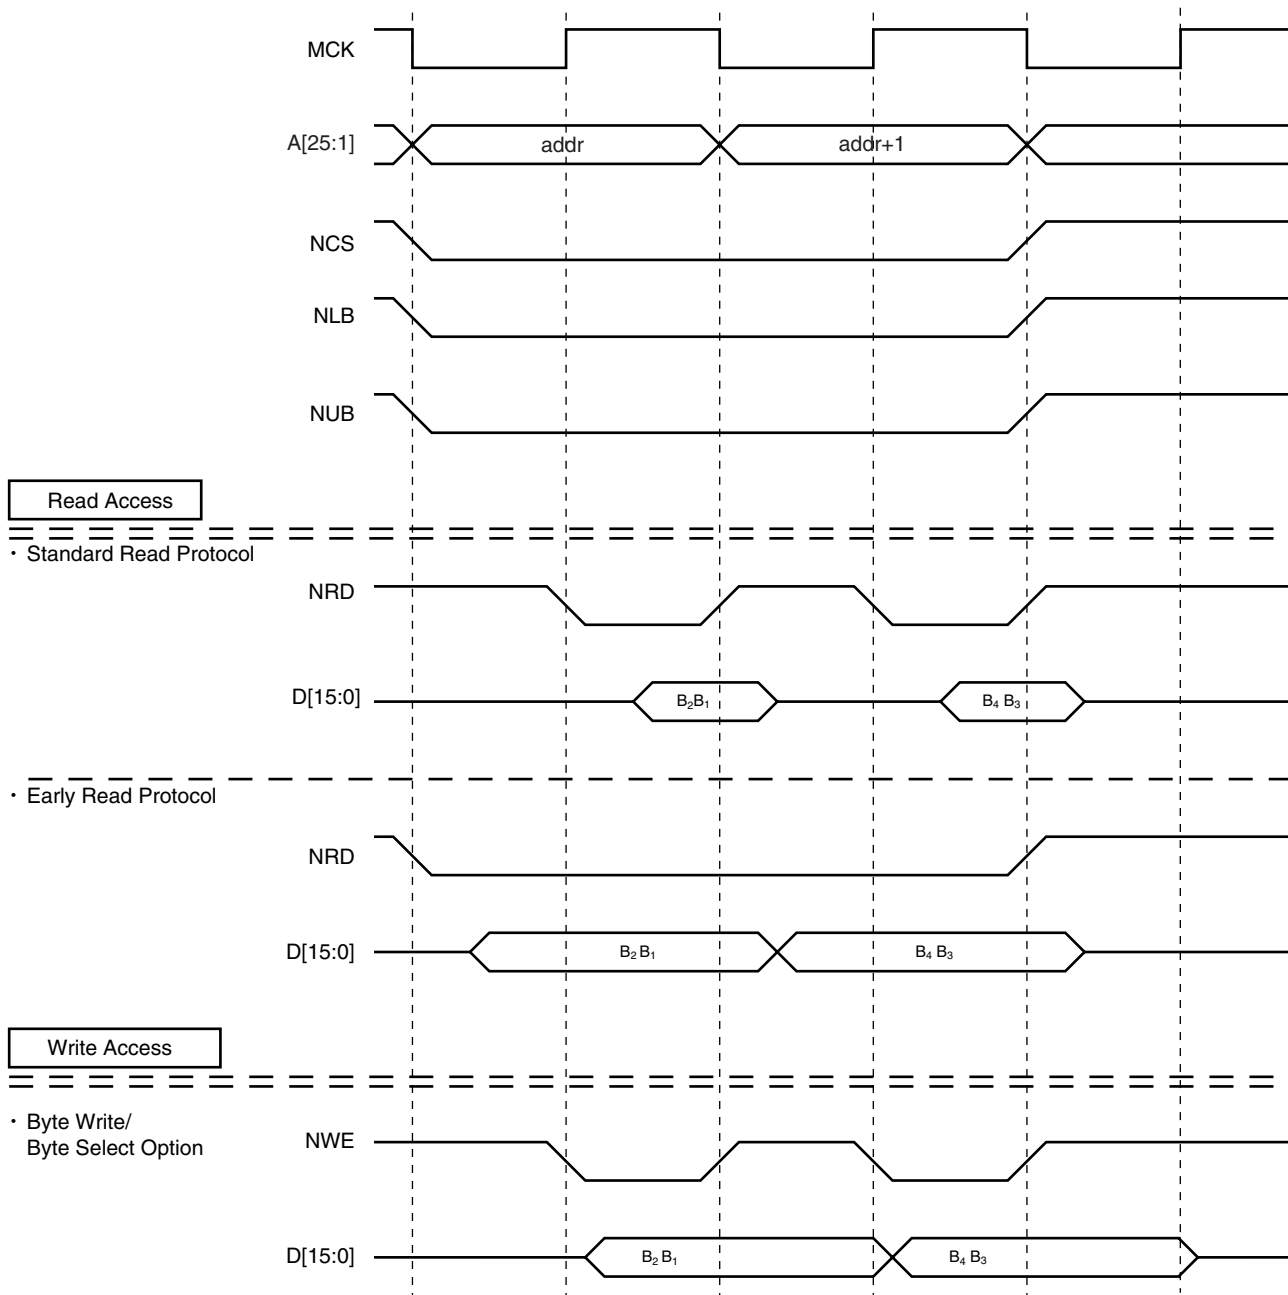 MCK
A[25:1] addr addr+1
NCS
NLB
NUB
Read Access
· Standard Read Protocol
NRD
D[15:0] B₂B₁ B₄ B₃
· Early Read Protocol
NRD
D[15:0] B₂ B₁ B₄ B₃
Write Access
· Byte Write/
Byte Select Option
NWE
D[15:0] B₂ B₁ B₄ B₃